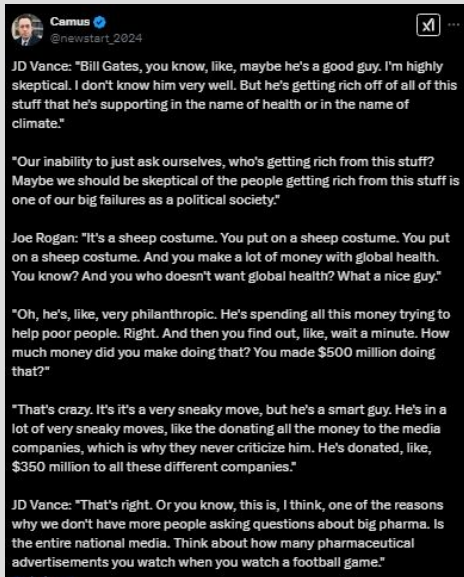 Camus
@newstart_2024
JD Vance: "Bill Gates, you know, like, maybe he's a good guy. I'm highly
skeptical. I don't know him very well. But he's getting rich off of all of this
stuff that he's supporting in the name of health or in the name of
climate."
"Our inability to just ask ourselves, who's getting rich from this stuff?
Maybe we should be skeptical of the people getting rich from this stuff is
one of our big failures as a political society."
Joe Rogan: "It's a sheep costume. You put on a sheep costume. You put
on a sheep costume. And you make a lot of money with global health.
You know? And you who doesn't want global health? What a nice guy."
"Oh, he's, like, very philanthropic. He's spending all this money trying to
help poor people. Right. And then you find out, like, wait a minute. How
much money did you make doing that? You made $500 million doing
that?"
"That's crazy. It's it's a very sneaky move, but he's a smart guy. He's in a
lot of very sneaky moves, like the donating all the money to the media
companies, which is why they never criticize him. He's donated, like,
$350 million to all these different companies."
JD Vance: "That's right. Or you know, this is, I think, one of the reasons
why we don't have more people asking questions about big pharma. Is
the entire national media. Think about how many pharmaceutical
advertisements you watch when you watch a football game."